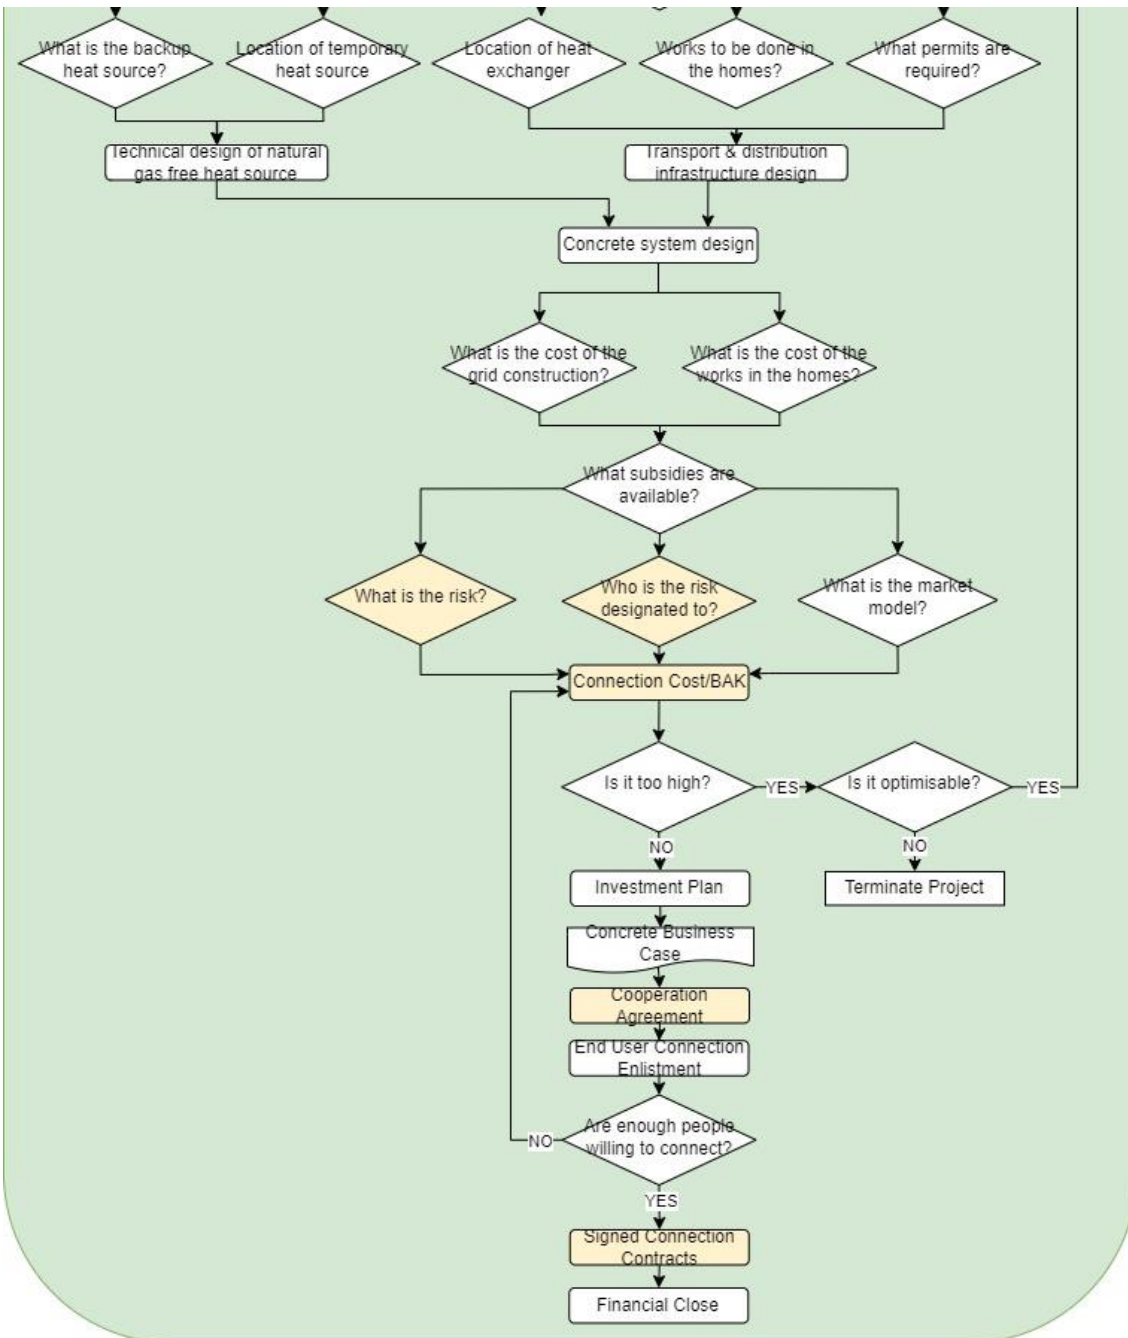 What is the backup
heat source?
Location of temporary
heat source
Location of heat
exchanger
Works to be done in
the homes?
What permits are
required?
Technical design of natural
gas free heat source
Transport & distribution
infrastructure design
Concrete system design
What is the cost of the
grid construction?
What is the cost of the
works in the homes?
What subsidies are
available?
What is the risk?
Who is the risk
designated to?
What is the market
model?
Connection Cost/BAK
Is it too high?
YES
Is it optimisable?
YES
NO
NO
Investment Plan
Terminate Project
Concrete Business
Case
Cooperation
Agreement
End User Connection
Enlistment
Are enough people
willing to connect?
NO
YES
Signed Connection
Contracts
Financial Close